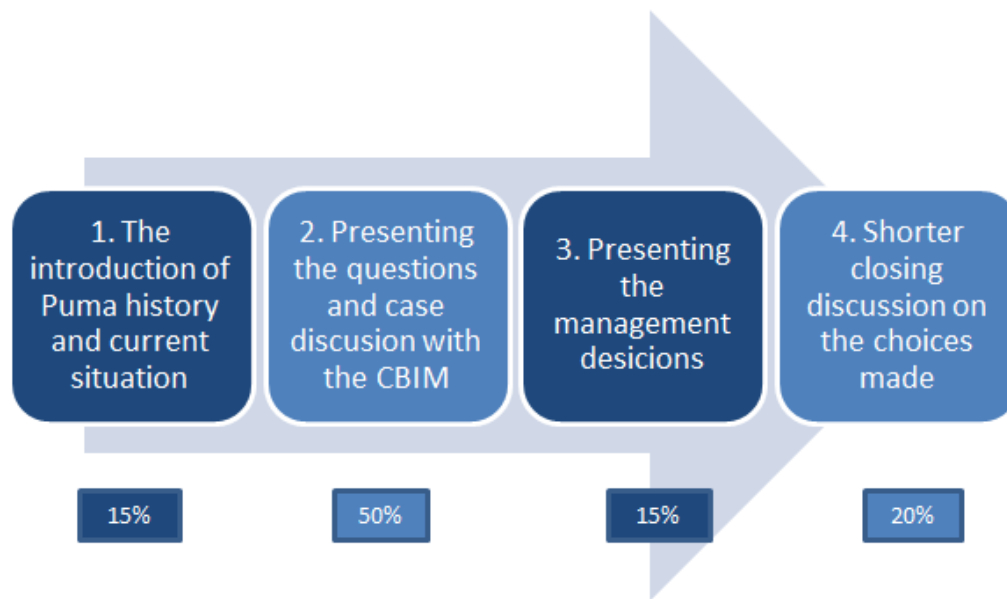 1. The
introduction of
Puma history
and current
situation
2. Presenting
the questions
and case
discusion with
the CBIM
3. Presenting
the
management
desicions
4. Shorter
closing
discussion on
the choices
made
15%
50%
15%
20%